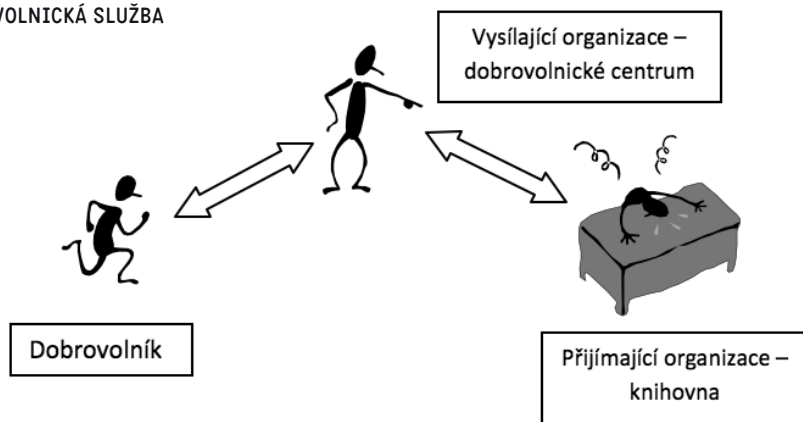 VOLNICKÁ SLUŽBA
Vysílající organizace –
dobrovolnické centrum
Dobrovolník
Přijímající organizace –
knihovna